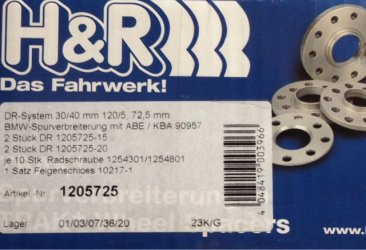 H&R
Das Fahrwerk!
DR-System 30/40 mm 120/5, 72,5 mm
BMW-Spurverbreiterung mit ABE / KBA 90957
2 Stück DR 1205725-15
2 Stück DR 1205725-20
je 10 Stk. Radschraube 1254301/1254801
1 Satz Felgenschloss 10217-1
Artikel -Nr. 1205725
Lager: 01/03/07/36/20 23K/G
4 048419 003966